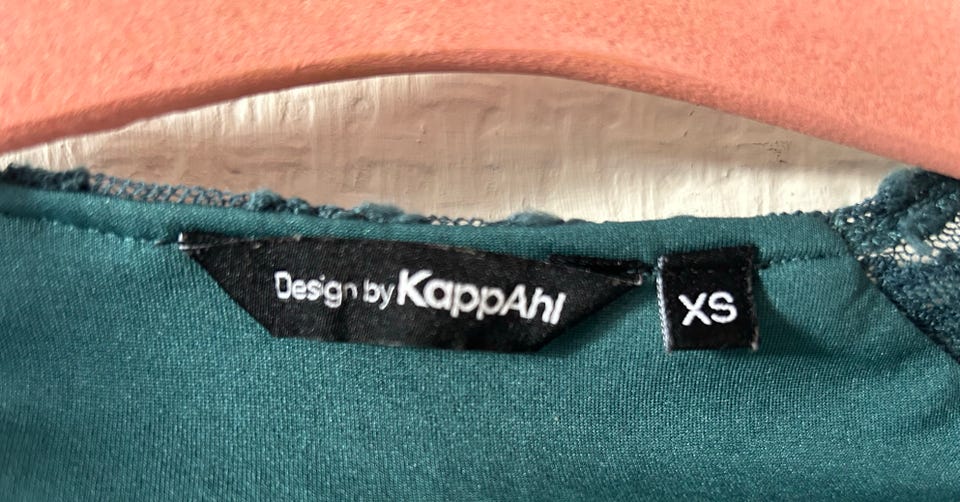 Design by KappAhl
XS